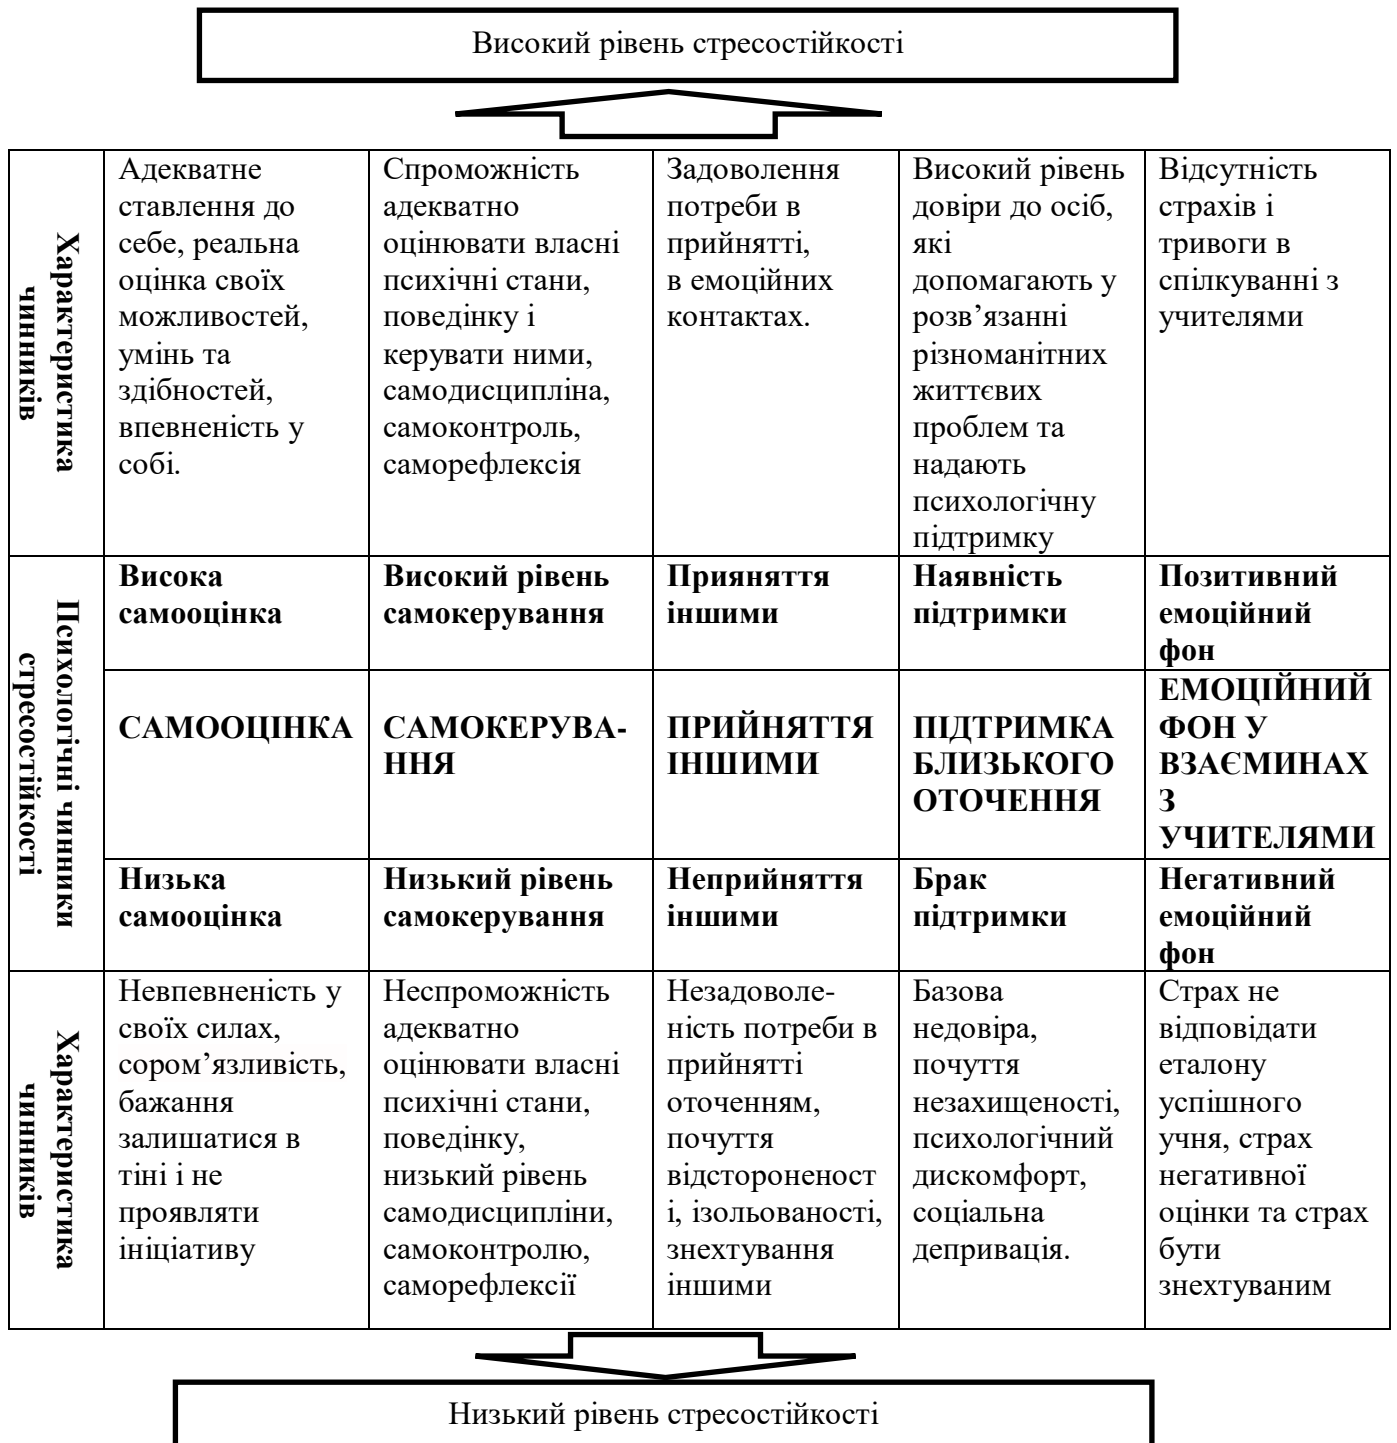 Високий рівень стресостійкості
Характеристика
чинників
Адекватне
ставлення до
себе, реальна
оцінка своїх
можливостей,
умінь та
здібностей,
впевненість у
собі.
Спроможність
адекватно
оцінювати власні
психічні стани,
поведінку і
керувати ними,
самодисципліна,
самоконтроль,
саморефлексія
Задоволення
потреби в
прийнятті,
в емоційних
контактах.
Високий рівень
довіри до осіб,
які
допомагають у
розв’язанні
різноманітних
життєвих
проблем та
надають
психологічну
підтримку
Відсутність
страхів і
тривоги в
спілкуванні з
учителями
Психологічні чинники
стресостійкості
Висока
самооцінка
Високий рівень
самокерування
Прияняття
іншими
Наявність
підтримки
Позитивний
емоційний
фон
САМООЦІНКА
САМОКЕРУВА-
ННЯ
ПРИЙНЯТТЯ
ІНШИМИ
ПІДТРИМКА
БЛИЗЬКОГО
ОТОЧЕННЯ
ЕМОЦІЙНИЙ
ФОН У
ВЗАЄМИНАХ
З
УЧИТЕЛЯМИ
Низька
самооцінка
Низький рівень
самокерування
Неприйняття
іншими
Брак
підтримки
Негативний
емоційний
фон
Характеристика
чинників
Невпевненість у
своїх силах,
сором’язливість,
бажання
залишатися в
тіні і не
проявляти
ініціативу
Неспроможність
адекватно
оцінювати власні
психічні стани,
поведінку,
низький рівень
самодисципліни,
самоконтролю,
саморефлексії
Незадоволе-
ність потреби в
прийнятті
оточенням,
почуття
відстороненост
і, ізольованості,
знехтування
іншими
Базова
недовіра,
почуття
незахищеності,
психологічний
дискомфорт,
соціальна
депривація.
Страх не
відповідати
еталону
успішного
учня, страх
негативної
оцінки та страх
бути
знехтуваним
Низький рівень стресостійкості